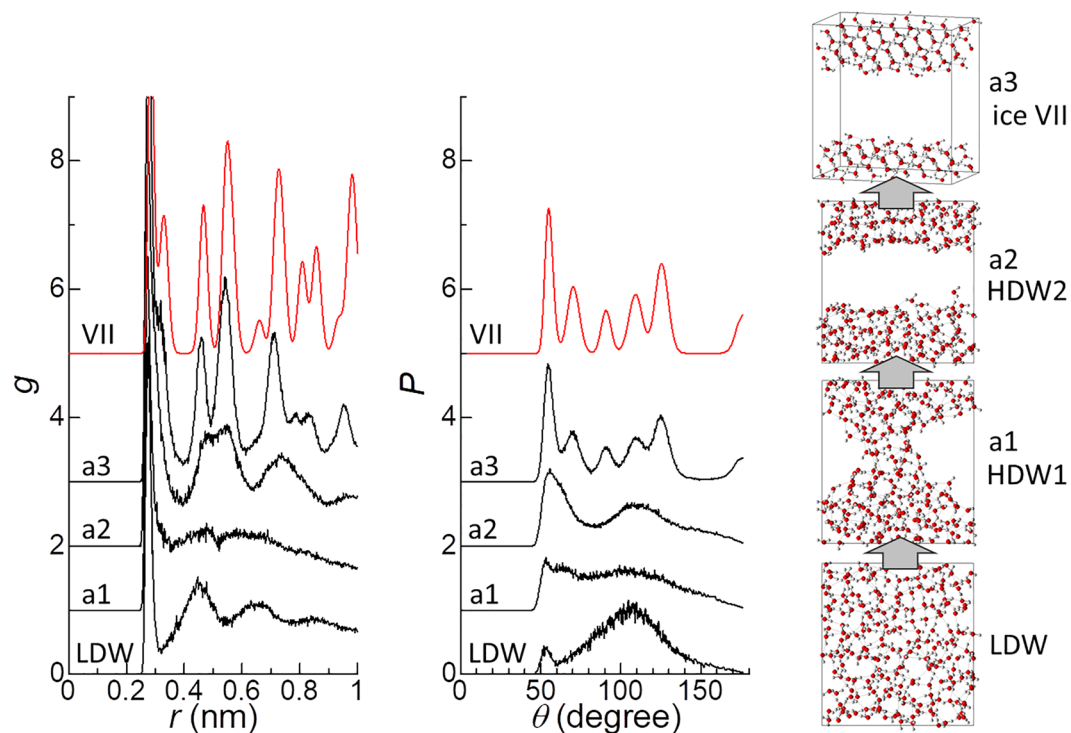 g
8
6
4
2
0
VII
a3
a2
a1
LDW
0
0.2
0.4
0.6
0.8
1
r (nm)
P
8
6
4
2
0
VII
a3
a2
a1
LDW
0
50
100
150
θ (degree)
a3
ice VII
a2
HDW2
a1
HDW1
LDW